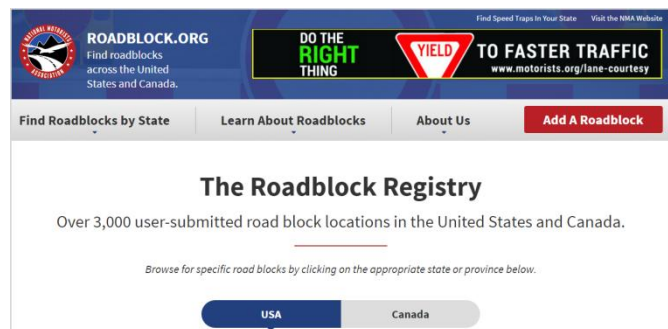 Find Speed Traps In Your State Visit the NMA Website
NATIONAL MOTORISTS ASSOCIATION
ROADBLOCK.ORG
Find roadblocks
across the United
States and Canada.
DO THE
RIGHT
THING
YIELD
TO FASTER TRAFFIC
www.motorists.org/lane-courtesy
Find Roadblocks by State Learn About Roadblocks About Us Add A Roadblock
The Roadblock Registry
Over 3,000 user-submitted road block locations in the United States and Canada.
Browse for specific road blocks by clicking on the appropriate state or province below.
USA Canada